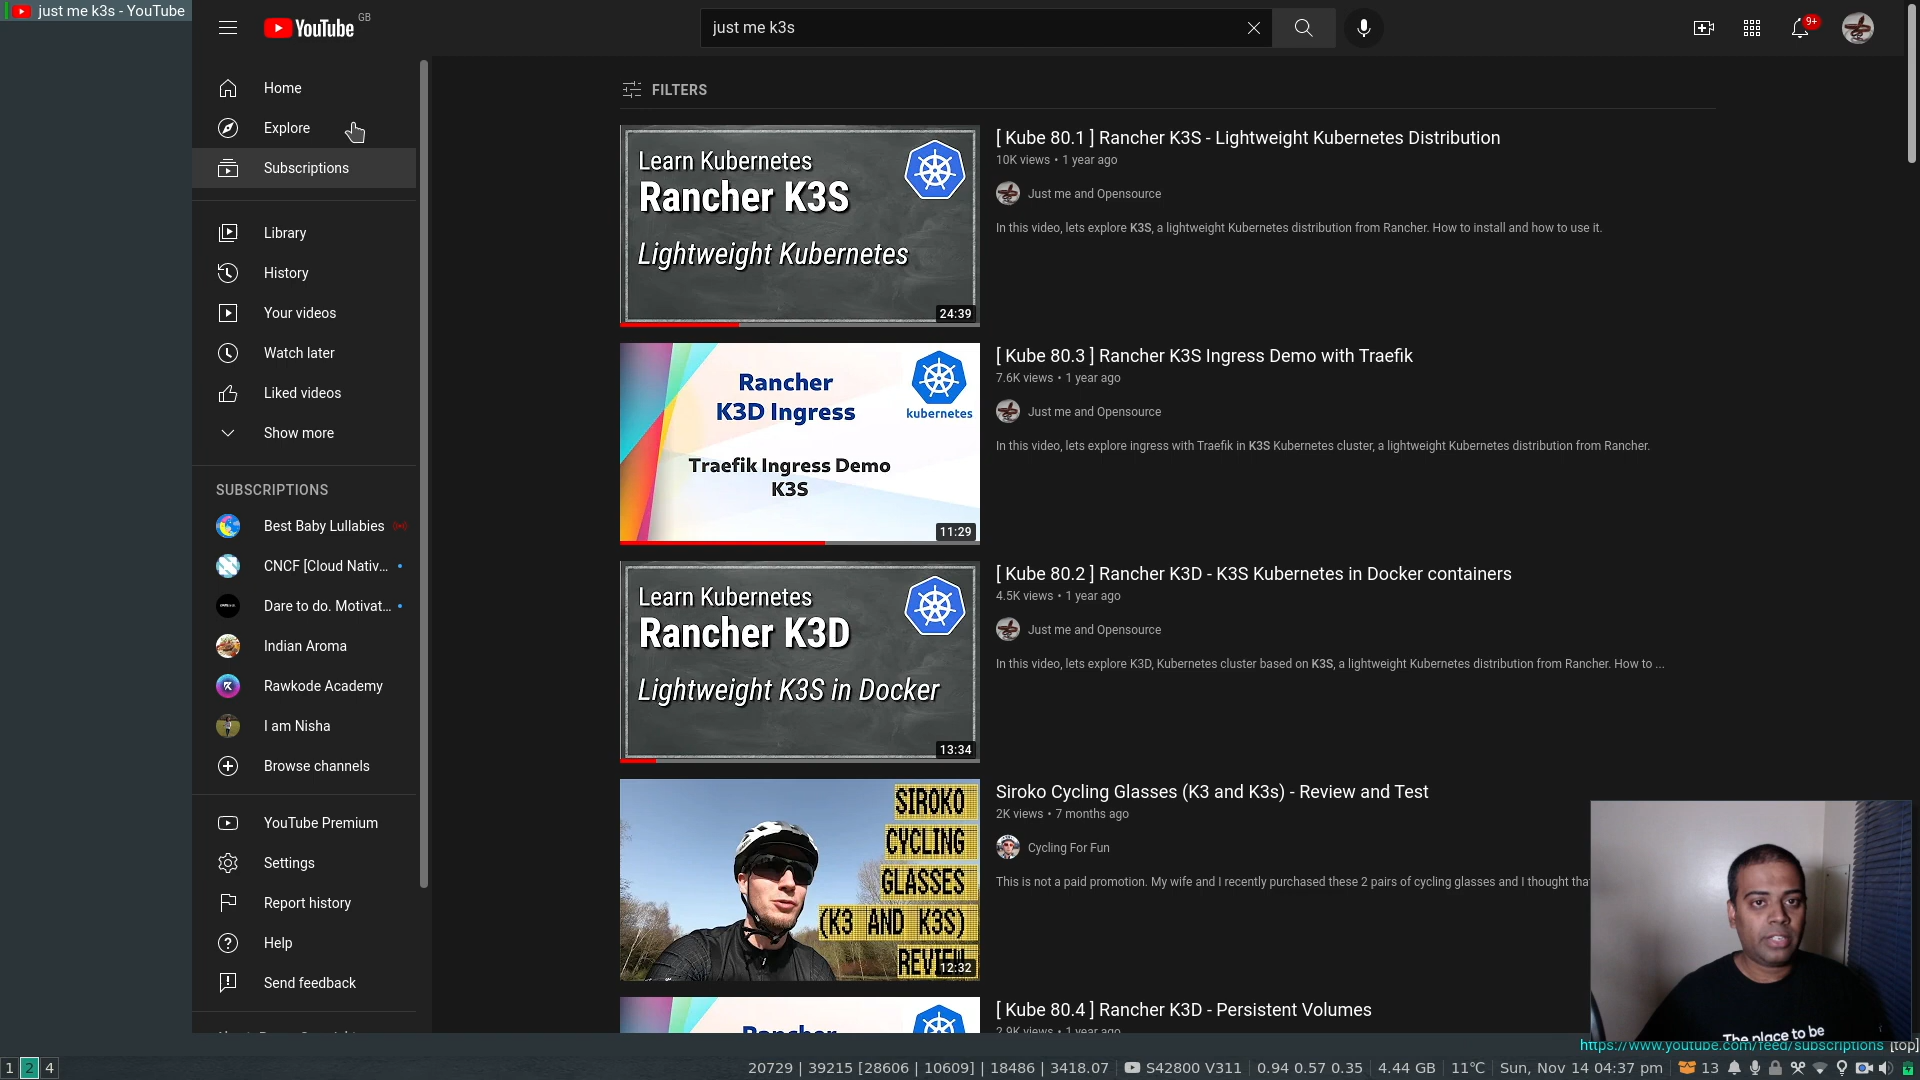 just me k3s - YouTube
YouTube GB
just me k3s
9+
Home
Explore
Subscriptions
Library
History
Your videos
Watch later
Liked videos
Show more
SUBSCRIPTIONS
Best Baby Lullabies
CNCF [Cloud Nativ...
Dare to do. Motivat...
Indian Aroma
Rawkode Academy
I am Nisha
Browse channels
YouTube Premium
Settings
Report history
Help
Send feedback
FILTERS
Learn Kubernetes
Rancher K3S
Lightweight Kubernetes
24:39
[ Kube 80.1 ] Rancher K3S - Lightweight Kubernetes Distribution
10K views • 1 year ago
Just me and Opensource
In this video, lets explore K3S, a lightweight Kubernetes distribution from Rancher. How to install and how to use it.
Rancher
K3D Ingress
kubernetes
Traefik Ingress Demo
K3S
11:29
[ Kube 80.3 ] Rancher K3S Ingress Demo with Traefik
7.6K views • 1 year ago
Just me and Opensource
In this video, lets explore ingress with Traefik in K3S Kubernetes cluster, a lightweight Kubernetes distribution from Rancher.
Learn Kubernetes
Rancher K3D
Lightweight K3S in Docker
13:34
[ Kube 80.2 ] Rancher K3D - K3S Kubernetes in Docker containers
4.5K views • 1 year ago
Just me and Opensource
In this video, lets explore K3D, Kubernetes cluster based on K3S, a lightweight Kubernetes distribution from Rancher. How to ...
SIROKO
CYCLING
GLASSES
(K3 AND K3S)
REVIEW
12:32
Siroko Cycling Glasses (K3 and K3s) - Review and Test
2K views • 7 months ago
Cycling For Fun
This is not a paid promotion. My wife and I recently purchased these 2 pairs of cycling glasses and I thought tha
Rancher
[ Kube 80.4 ] Rancher K3D - Persistent Volumes
2.9K views • 1 year ago
The place to be
https://www.youtube.com/feed/subscriptions [top]
1 2 4
20729 | 39215 [28606 | 10609] | 18486 | 3418.07 S42800 V311 0.94 0.57 0.35 4.44 GB 11℃ Sun, Nov 14 04:37 pm 13